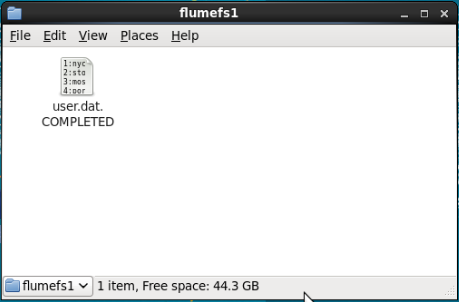 flumefs1
File Edit View Places Help
1:nyc
2:sto
3:mos
4:oor
user.dat.
COMPLETED
flumefs1 1 item, Free space: 44.3 GB